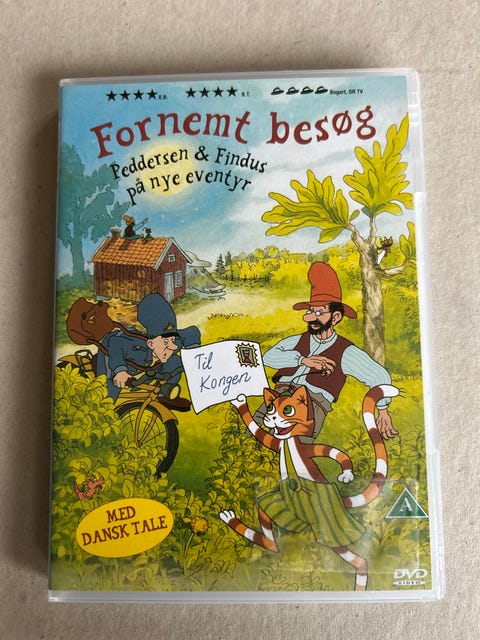 ★★★★ E.B. ★★★★ B.T. Bogart, DR TV
Fornemt besøg
Peddersen & Findus
på nye eventyr
Til
Kongen
MED
DANSK TALE
A
DVD
VIDEO